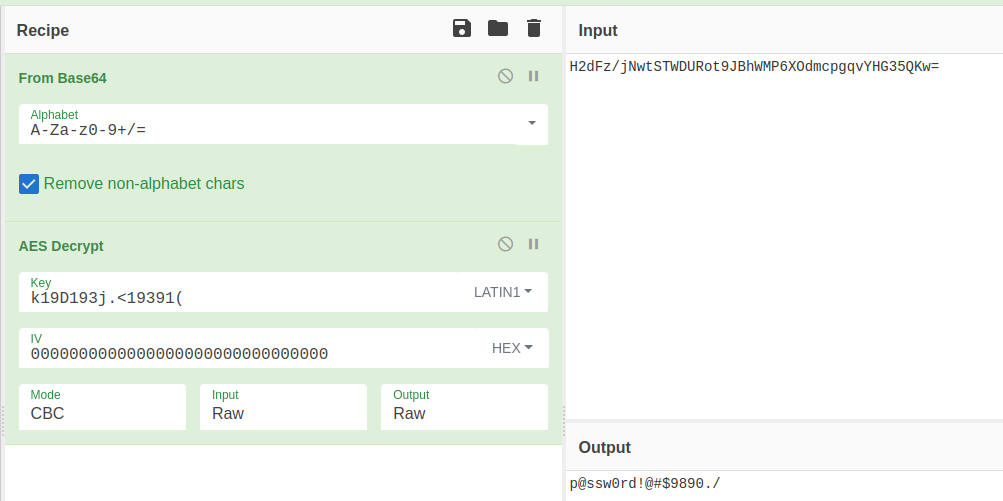 Recipe
From Base64
Alphabet
A-Za-z0-9+/=
Remove non-alphabet chars
AES Decrypt
Key
k19D193j.<19391(
LATIN1
IV
00000000000000000000000000000000
HEX
Mode
CBC
Input
Raw
Output
Raw
Input
H2dFz/jNwtSTWDURot9JBhWMP6XOdmcpgqvYHG35QKw=
Output
p@ssw0rd!@#$9890./